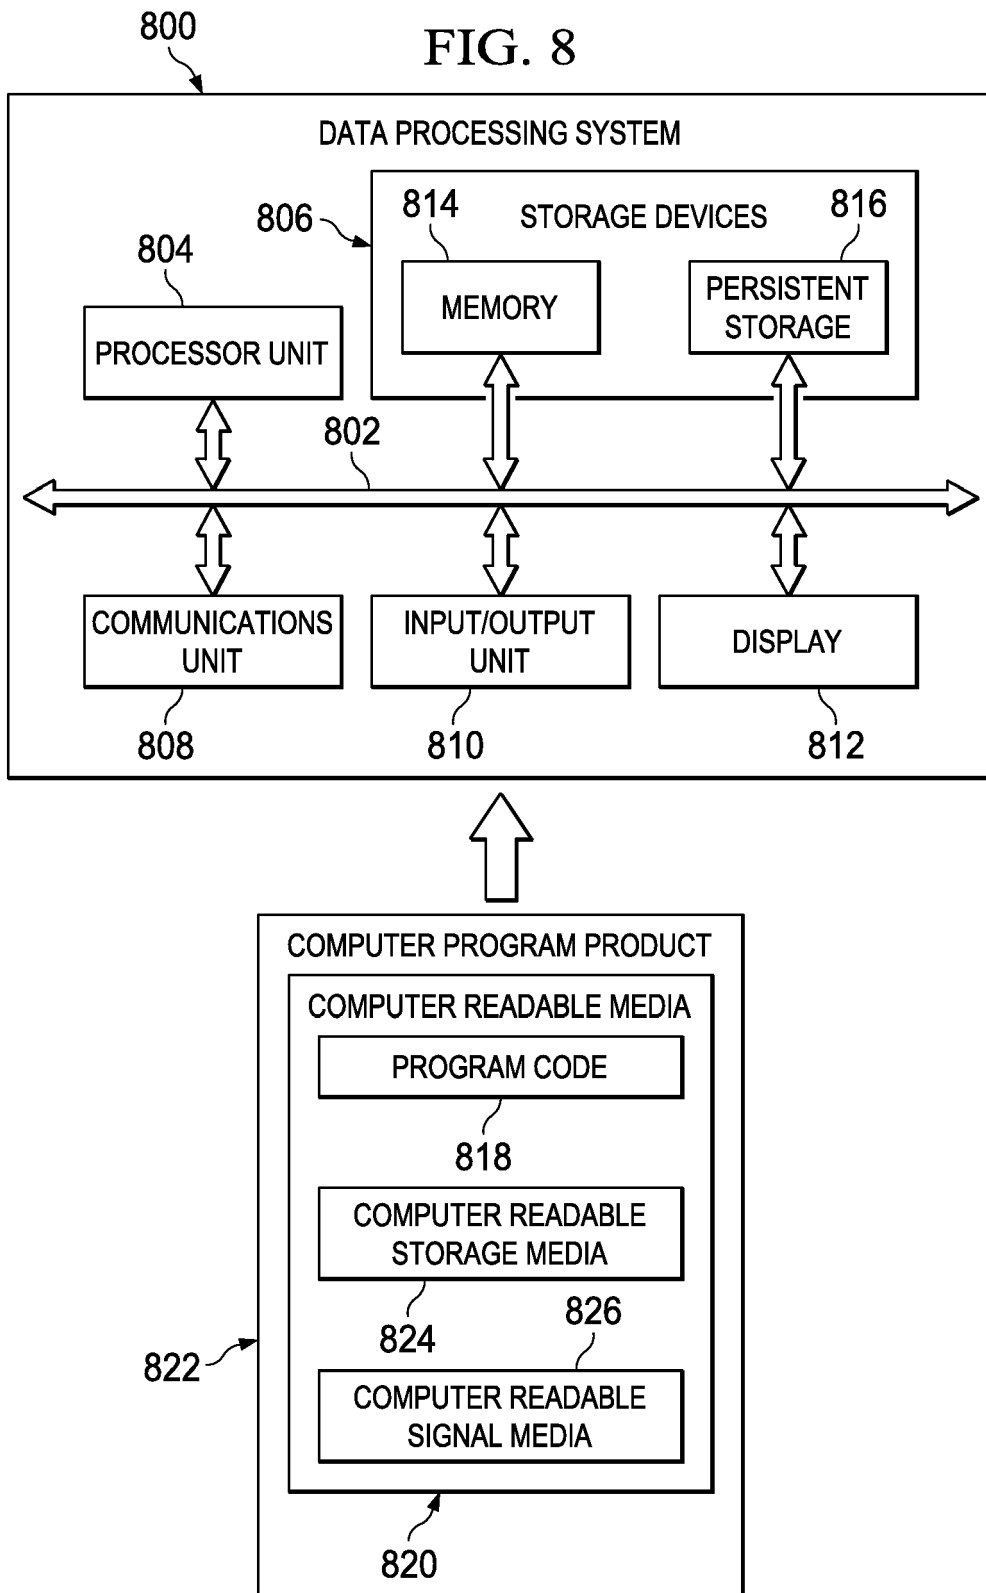 FIG. 8
800
DATA PROCESSING SYSTEM
806
814
STORAGE DEVICES
816
804
MEMORY
PERSISTENT
STORAGE
PROCESSOR UNIT
802
COMMUNICATIONS
UNIT
INPUT/OUTPUT
UNIT
DISPLAY
808
810
812
COMPUTER PROGRAM PRODUCT
COMPUTER READABLE MEDIA
PROGRAM CODE
818
COMPUTER READABLE
STORAGE MEDIA
824
826
822
COMPUTER READABLE
SIGNAL MEDIA
820